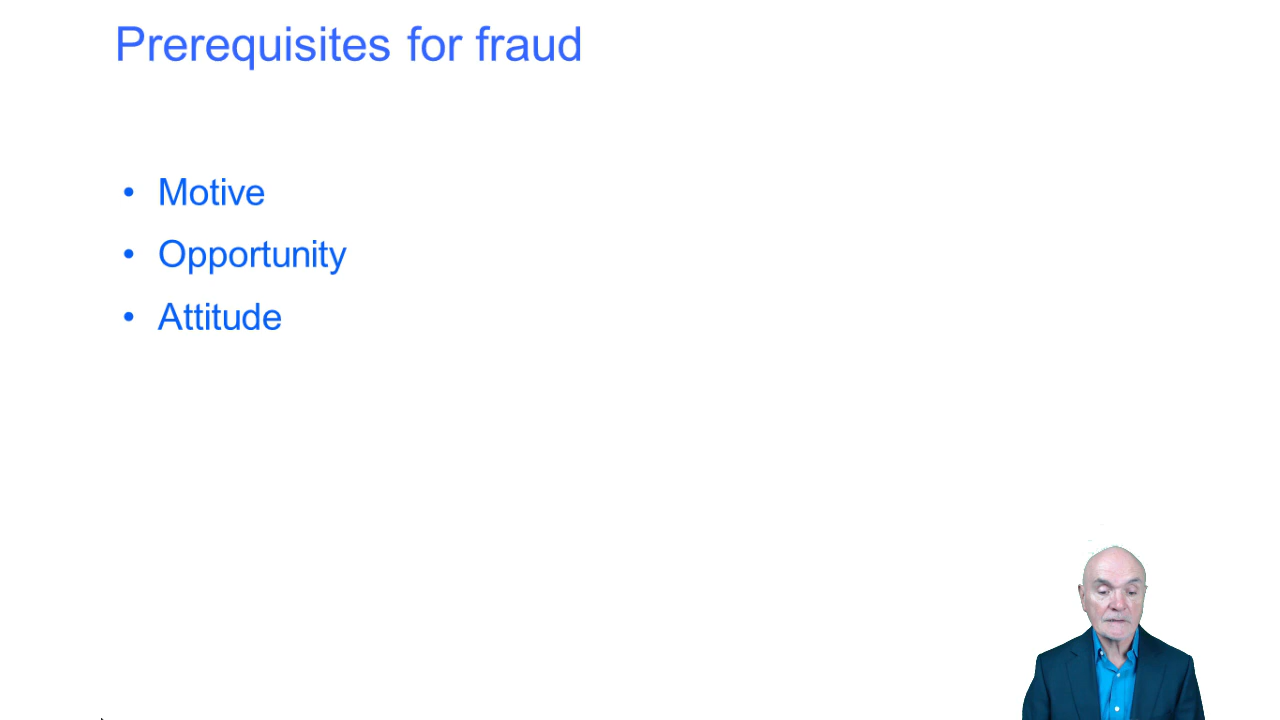 Prerequisites for fraud
• Motive
• Opportunity
• Attitude